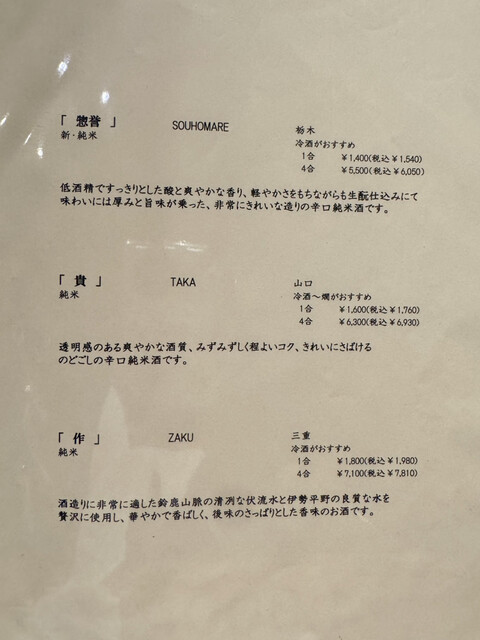 「 惣誉 」 SOUHOMARE 栃木
新・純米 冷酒がおすすめ
1合 ￥1,400(税込￥1,540)
4合 ￥5,500(税込￥6,050)
低酒精ですっきりとした酸と爽やかな香り、軽やかさをもちながらも生酛仕込みにて
味わいには厚みと旨味が乗った、非常にきれいな造りの辛口純米酒です。
「 貴 」 TAKA 山口
純米 冷酒～燗がおすすめ
1合 ￥1,600(税込￥1,760)
4合 ￥6,300(税込￥6,930)
透明感のある爽やかな酒質、みずみずしく程よいコク、きれいにさばける
のどごしの辛口純米酒です。
「 作 」 ZAKU 三重
純米 冷酒がおすすめ
1合 ￥1,800(税込￥1,980)
4合 ￥7,100(税込￥7,810)
酒造りに非常に適した鈴鹿山脈の清冽な伏流水と伊勢平野の良質な水を
贅沢に使用し、華やかで香ばしく、後味のさっぱりとした香味のお酒です。